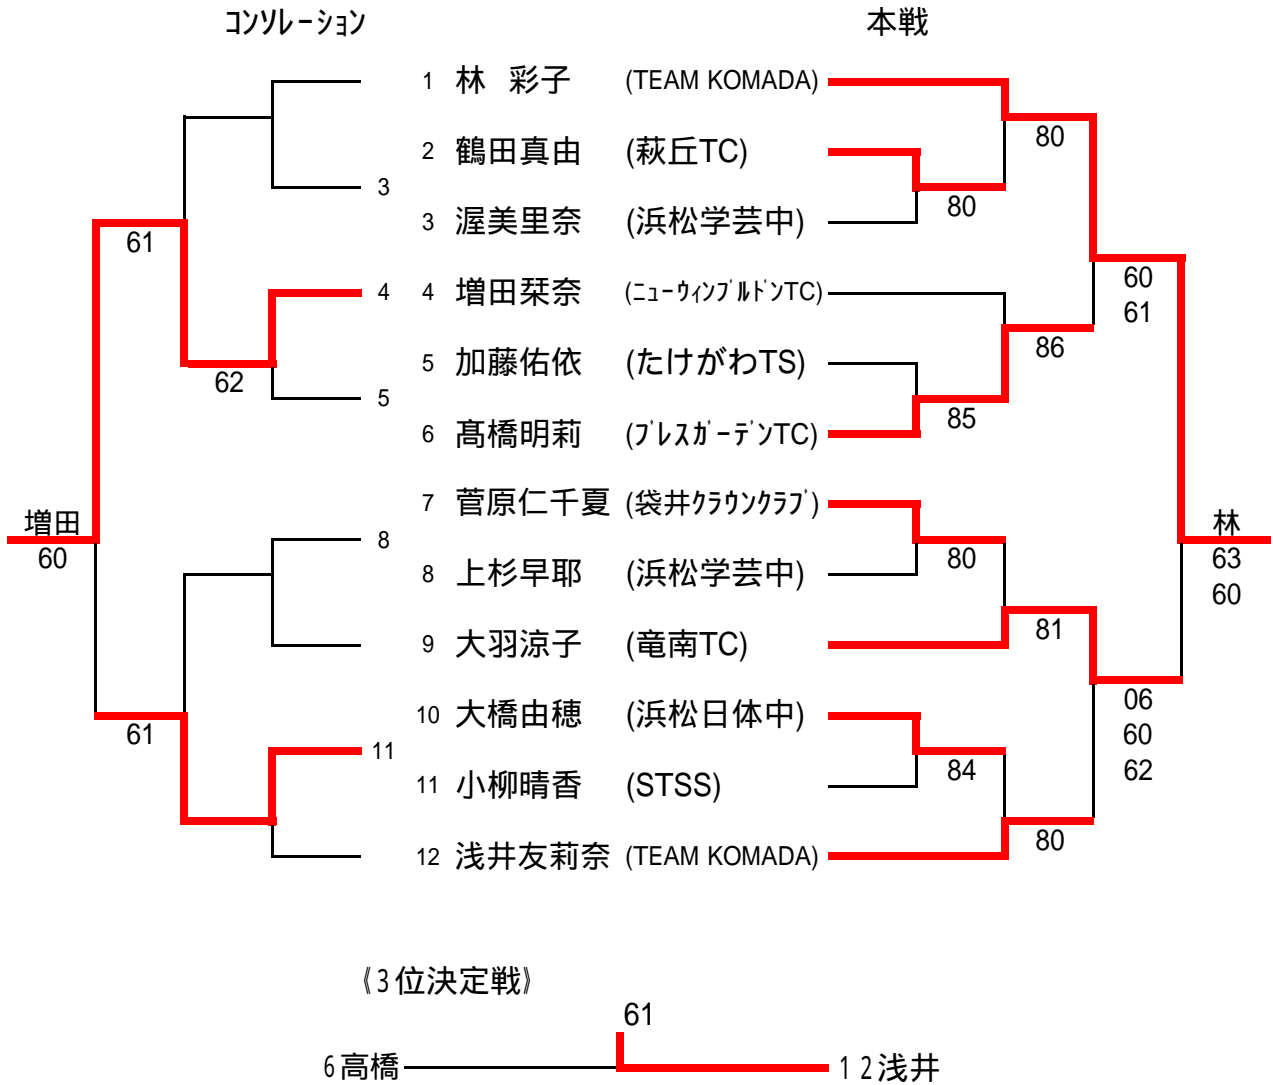 ｺﾝｿﾚｰｼｮﾝ 本戦
1 林 彩子 (TEAM KOMADA)
80
2 鶴田真由 (萩丘TC)
3
80
3 渥美里奈 (浜松学芸中)
61
60
4 4 増田栞奈 (ﾆｭｰｳｨﾝﾌﾞﾙﾄﾞﾝTC)
61
86
5 加藤佑依 (たけがわTS)
62
5
85
6 髙橋明莉 (ﾌﾞﾚｽｶﾞｰﾃﾞﾝTC)
7 菅原仁千夏 (袋井ｸﾗｳﾝｸﾗﾌﾞ)
増田 林
8
60 80 63
8 上杉早耶 (浜松学芸中)
60
81
9 大羽涼子 (竜南TC)
06
10 大橋由穂 (浜松日体中)
61 60
11
84 62
11 小柳晴香 (STSS)
80
12 浅井友莉奈 (TEAM KOMADA)
《3位決定戦》
61
6高橋 12浅井